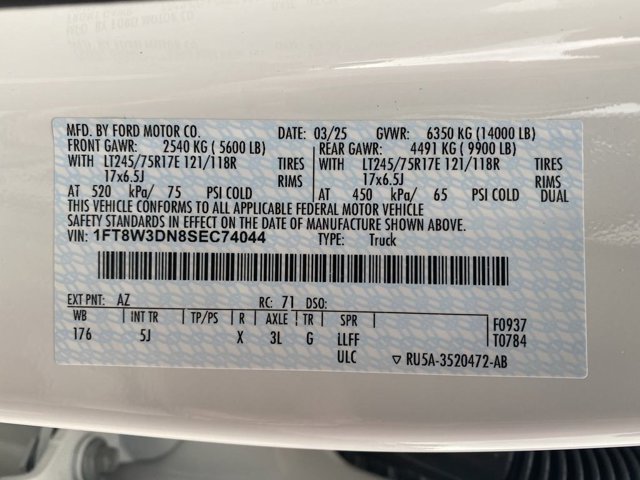 MFD. BY FORD MOTOR CO. DATE: 03/25 GVWR: 6350 KG (14000 LB)
FRONT GAWR: 2540 KG (5600 LB) REAR GAWR: 4491 KG (9900 LB)
WITH LT245/75R17E 121/118R TIRES WITH LT245/75R17E 121/118R TIRES
17x6.5J RIMS 17x6.5J RIMS
AT 520 kPa/ 75 PSI COLD AT 450 kPa/ 65 PSI COLD DUAL
THIS VEHICLE CONFORMS TO ALL APPLICABLE FEDERAL MOTOR VEHICLE
SAFETY STANDARDS IN EFFECT ON THE DATE OF MANUFACTURE SHOWN ABOVE.
VIN: 1FT8W3DN8SEC74044 TYPE: Truck
EXT PNT: AZ RC: 71 DSO:
WB INT TR TP/PS R AXLE TR SPR F0937
176 5J X 3L G LLFF T0784
ULC RU5A-3520472-AB